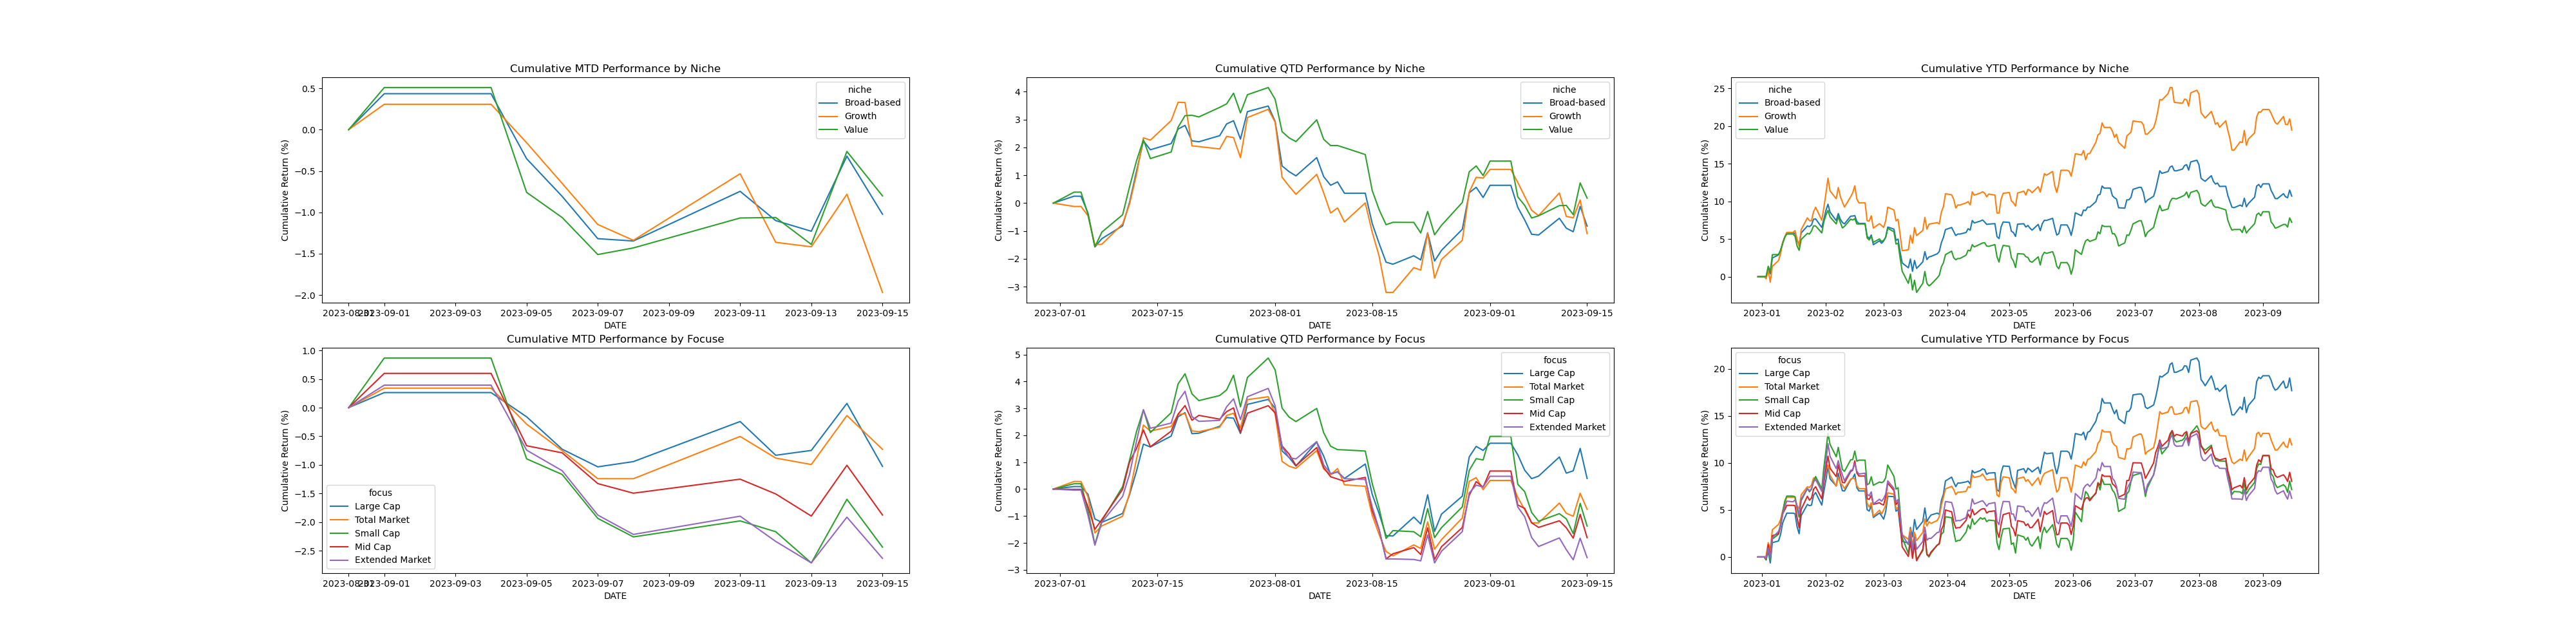 Cumulative MTD Performance by Niche
Cumulative Return (%)
0.5
0.0
−0.5
−1.0
−1.5
−2.0
niche
Broad-based
Growth
Value
2023-09-01
2023-09-03
2023-09-05
2023-09-07
2023-09-09
2023-09-11
2023-09-13
2023-09-15
DATE
Cumulative QTD Performance by Niche
Cumulative Return (%)
4
3
2
1
0
−1
−2
−3
niche
Broad-based
Growth
Value
2023-07-01
2023-07-15
2023-08-01
2023-08-15
2023-09-01
2023-09-15
DATE
Cumulative YTD Performance by Niche
Cumulative Return (%)
25
20
15
10
5
0
niche
Broad-based
Growth
Value
2023-01
2023-02
2023-03
2023-04
2023-05
2023-06
2023-07
2023-08
2023-09
DATE
Cumulative MTD Performance by Focuse
Cumulative Return (%)
1.0
0.5
0.0
−0.5
−1.0
−1.5
−2.0
−2.5
focus
Large Cap
Total Market
Small Cap
Mid Cap
Extended Market
2023-09-01
2023-09-03
2023-09-05
2023-09-07
2023-09-09
2023-09-11
2023-09-13
2023-09-15
DATE
Cumulative QTD Performance by Focus
Cumulative Return (%)
5
4
3
2
1
0
−1
−2
−3
focus
Large Cap
Total Market
Small Cap
Mid Cap
Extended Market
2023-07-01
2023-07-15
2023-08-01
2023-08-15
2023-09-01
2023-09-15
DATE
Cumulative YTD Performance by Focus
Cumulative Return (%)
20
15
10
5
0
focus
Large Cap
Total Market
Small Cap
Mid Cap
Extended Market
2023-01
2023-02
2023-03
2023-04
2023-05
2023-06
2023-07
2023-08
2023-09
DATE